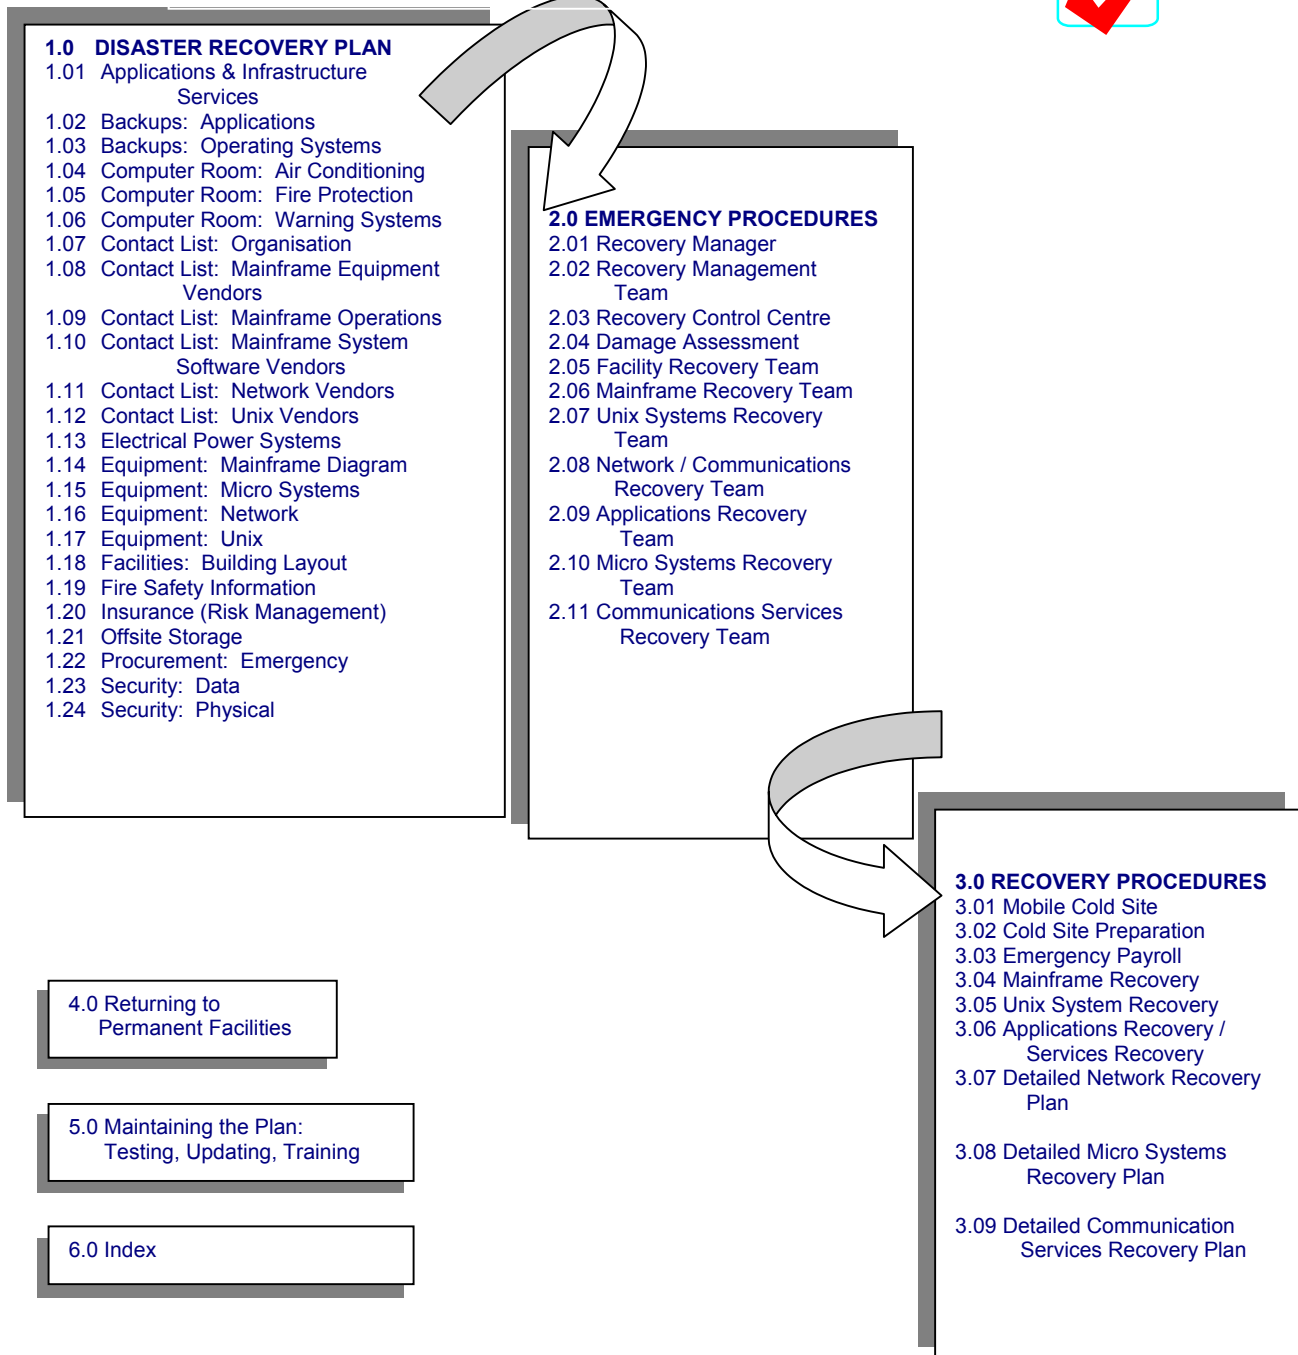 1.0 DISASTER RECOVERY PLAN
1.01 Applications & Infrastructure
Services
1.02 Backups: Applications
1.03 Backups: Operating Systems
1.04 Computer Room: Air Conditioning
1.05 Computer Room: Fire Protection
1.06 Computer Room: Warning Systems
1.07 Contact List: Organisation
1.08 Contact List: Mainframe Equipment
Vendors
1.09 Contact List: Mainframe Operations
1.10 Contact List: Mainframe System
Software Vendors
1.11 Contact List: Network Vendors
1.12 Contact List: Unix Vendors
1.13 Electrical Power Systems
1.14 Equipment: Mainframe Diagram
1.15 Equipment: Micro Systems
1.16 Equipment: Network
1.17 Equipment: Unix
1.18 Facilities: Building Layout
1.19 Fire Safety Information
1.20 Insurance (Risk Management)
1.21 Offsite Storage
1.22 Procurement: Emergency
1.23 Security: Data
1.24 Security: Physical
2.0 EMERGENCY PROCEDURES
2.01 Recovery Manager
2.02 Recovery Management
Team
2.03 Recovery Control Centre
2.04 Damage Assessment
2.05 Facility Recovery Team
2.06 Mainframe Recovery Team
2.07 Unix Systems Recovery
Team
2.08 Network / Communications
Recovery Team
2.09 Applications Recovery
Team
2.10 Micro Systems Recovery
Team
2.11 Communications Services
Recovery Team
3.0 RECOVERY PROCEDURES
3.01 Mobile Cold Site
3.02 Cold Site Preparation
3.03 Emergency Payroll
3.04 Mainframe Recovery
3.05 Unix System Recovery
3.06 Applications Recovery /
Services Recovery
3.07 Detailed Network Recovery
Plan
3.08 Detailed Micro Systems
Recovery Plan
3.09 Detailed Communication
Services Recovery Plan
4.0 Returning to
Permanent Facilities
5.0 Maintaining the Plan:
Testing, Updating, Training
6.0 Index